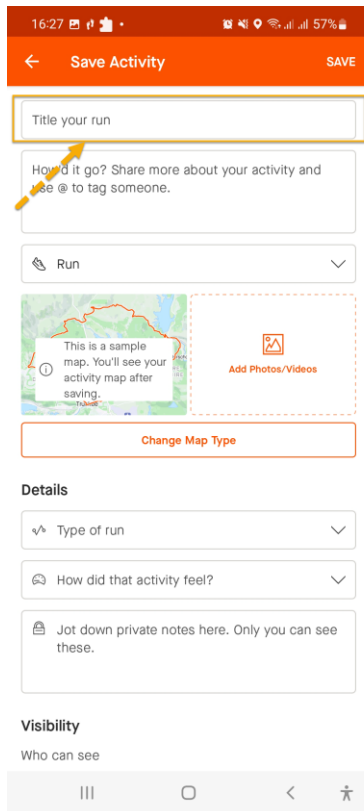 16:27 57%
Save Activity SAVE
Title your run
How'd it go? Share more about your activity and
use @ to tag someone.
Run
This is a sample
map. You'll see your
activity map after
saving.
Add Photos/Videos
Change Map Type
Details
Type of run
How did that activity feel?
Jot down private notes here. Only you can see
these.
Visibility
Who can see